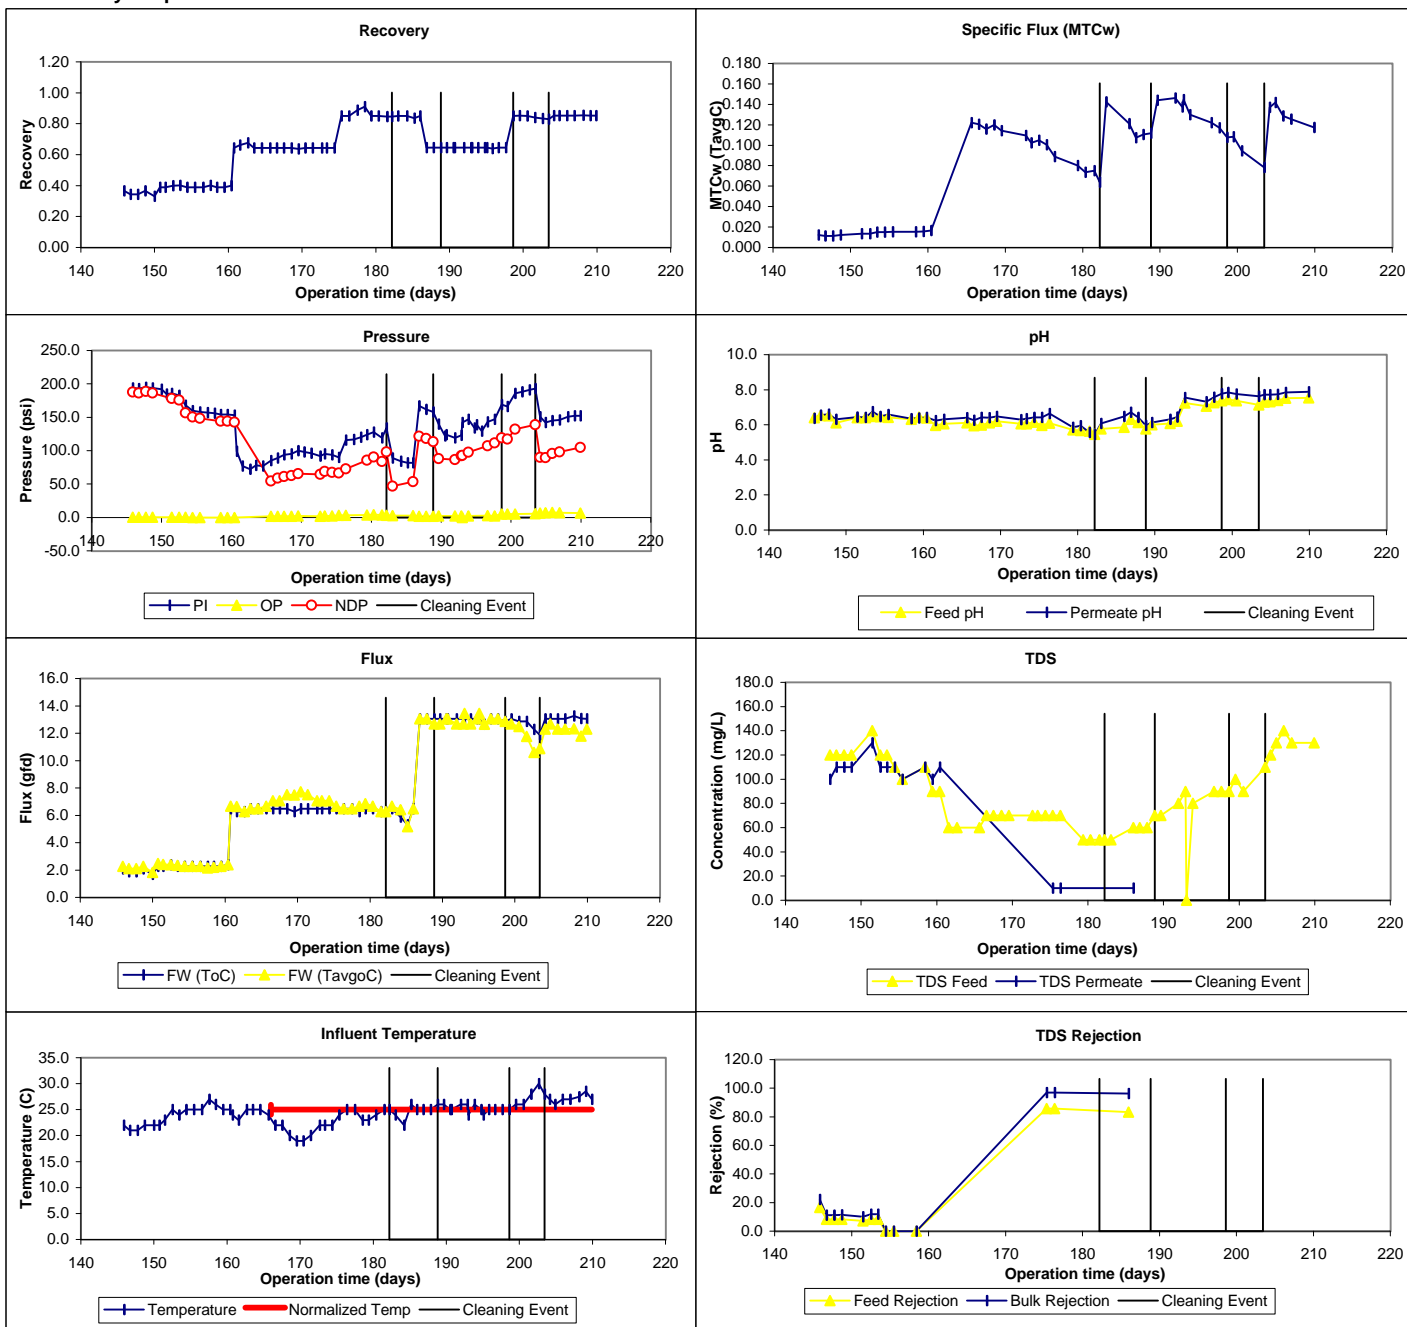 Recovery
1.20
1.00
0.80
0.60
0.40
0.20
0.00
Recovery
140 150 160 170 180 190 200 210 220
Operation time (days)
Specific Flux (MTCw)
0.180
0.160
0.140
0.120
0.100
0.080
0.060
0.040
0.020
0.000
MTCw (TavgC)
140 150 160 170 180 190 200 210 220
Operation time (days)
Pressure
250.0
200.0
150.0
100.0
50.0
0.0
-50.0
Pressure (psi)
140 150 160 170 180 190 200 210 220
Operation time (days)
PI OP NDP Cleaning Event
pH
10.0
8.0
6.0
4.0
2.0
0.0
pH
140 150 160 170 180 190 200 210 220
Operation time (days)
Feed pH Permeate pH Cleaning Event
Flux
16.0
14.0
12.0
10.0
8.0
6.0
4.0
2.0
0.0
Flux (gfd)
140 150 160 170 180 190 200 210 220
Operation time (days)
FW (ToC) FW (TavgoC) Cleaning Event
TDS
180.0
160.0
140.0
120.0
100.0
80.0
60.0
40.0
20.0
0.0
Concentration (mg/L)
140 150 160 170 180 190 200 210 220
Operation time (days)
TDS Feed TDS Permeate Cleaning Event
Influent Temperature
35.0
30.0
25.0
20.0
15.0
10.0
5.0
0.0
Temperature (C)
140 150 160 170 180 190 200 210 220
Operation time (days)
Temperature Normalized Temp Cleaning Event
TDS Rejection
120.0
100.0
80.0
60.0
40.0
20.0
0.0
Rejection (%)
140 150 160 170 180 190 200 210 220
Operation time (days)
Feed Rejection Bulk Rejection Cleaning Event